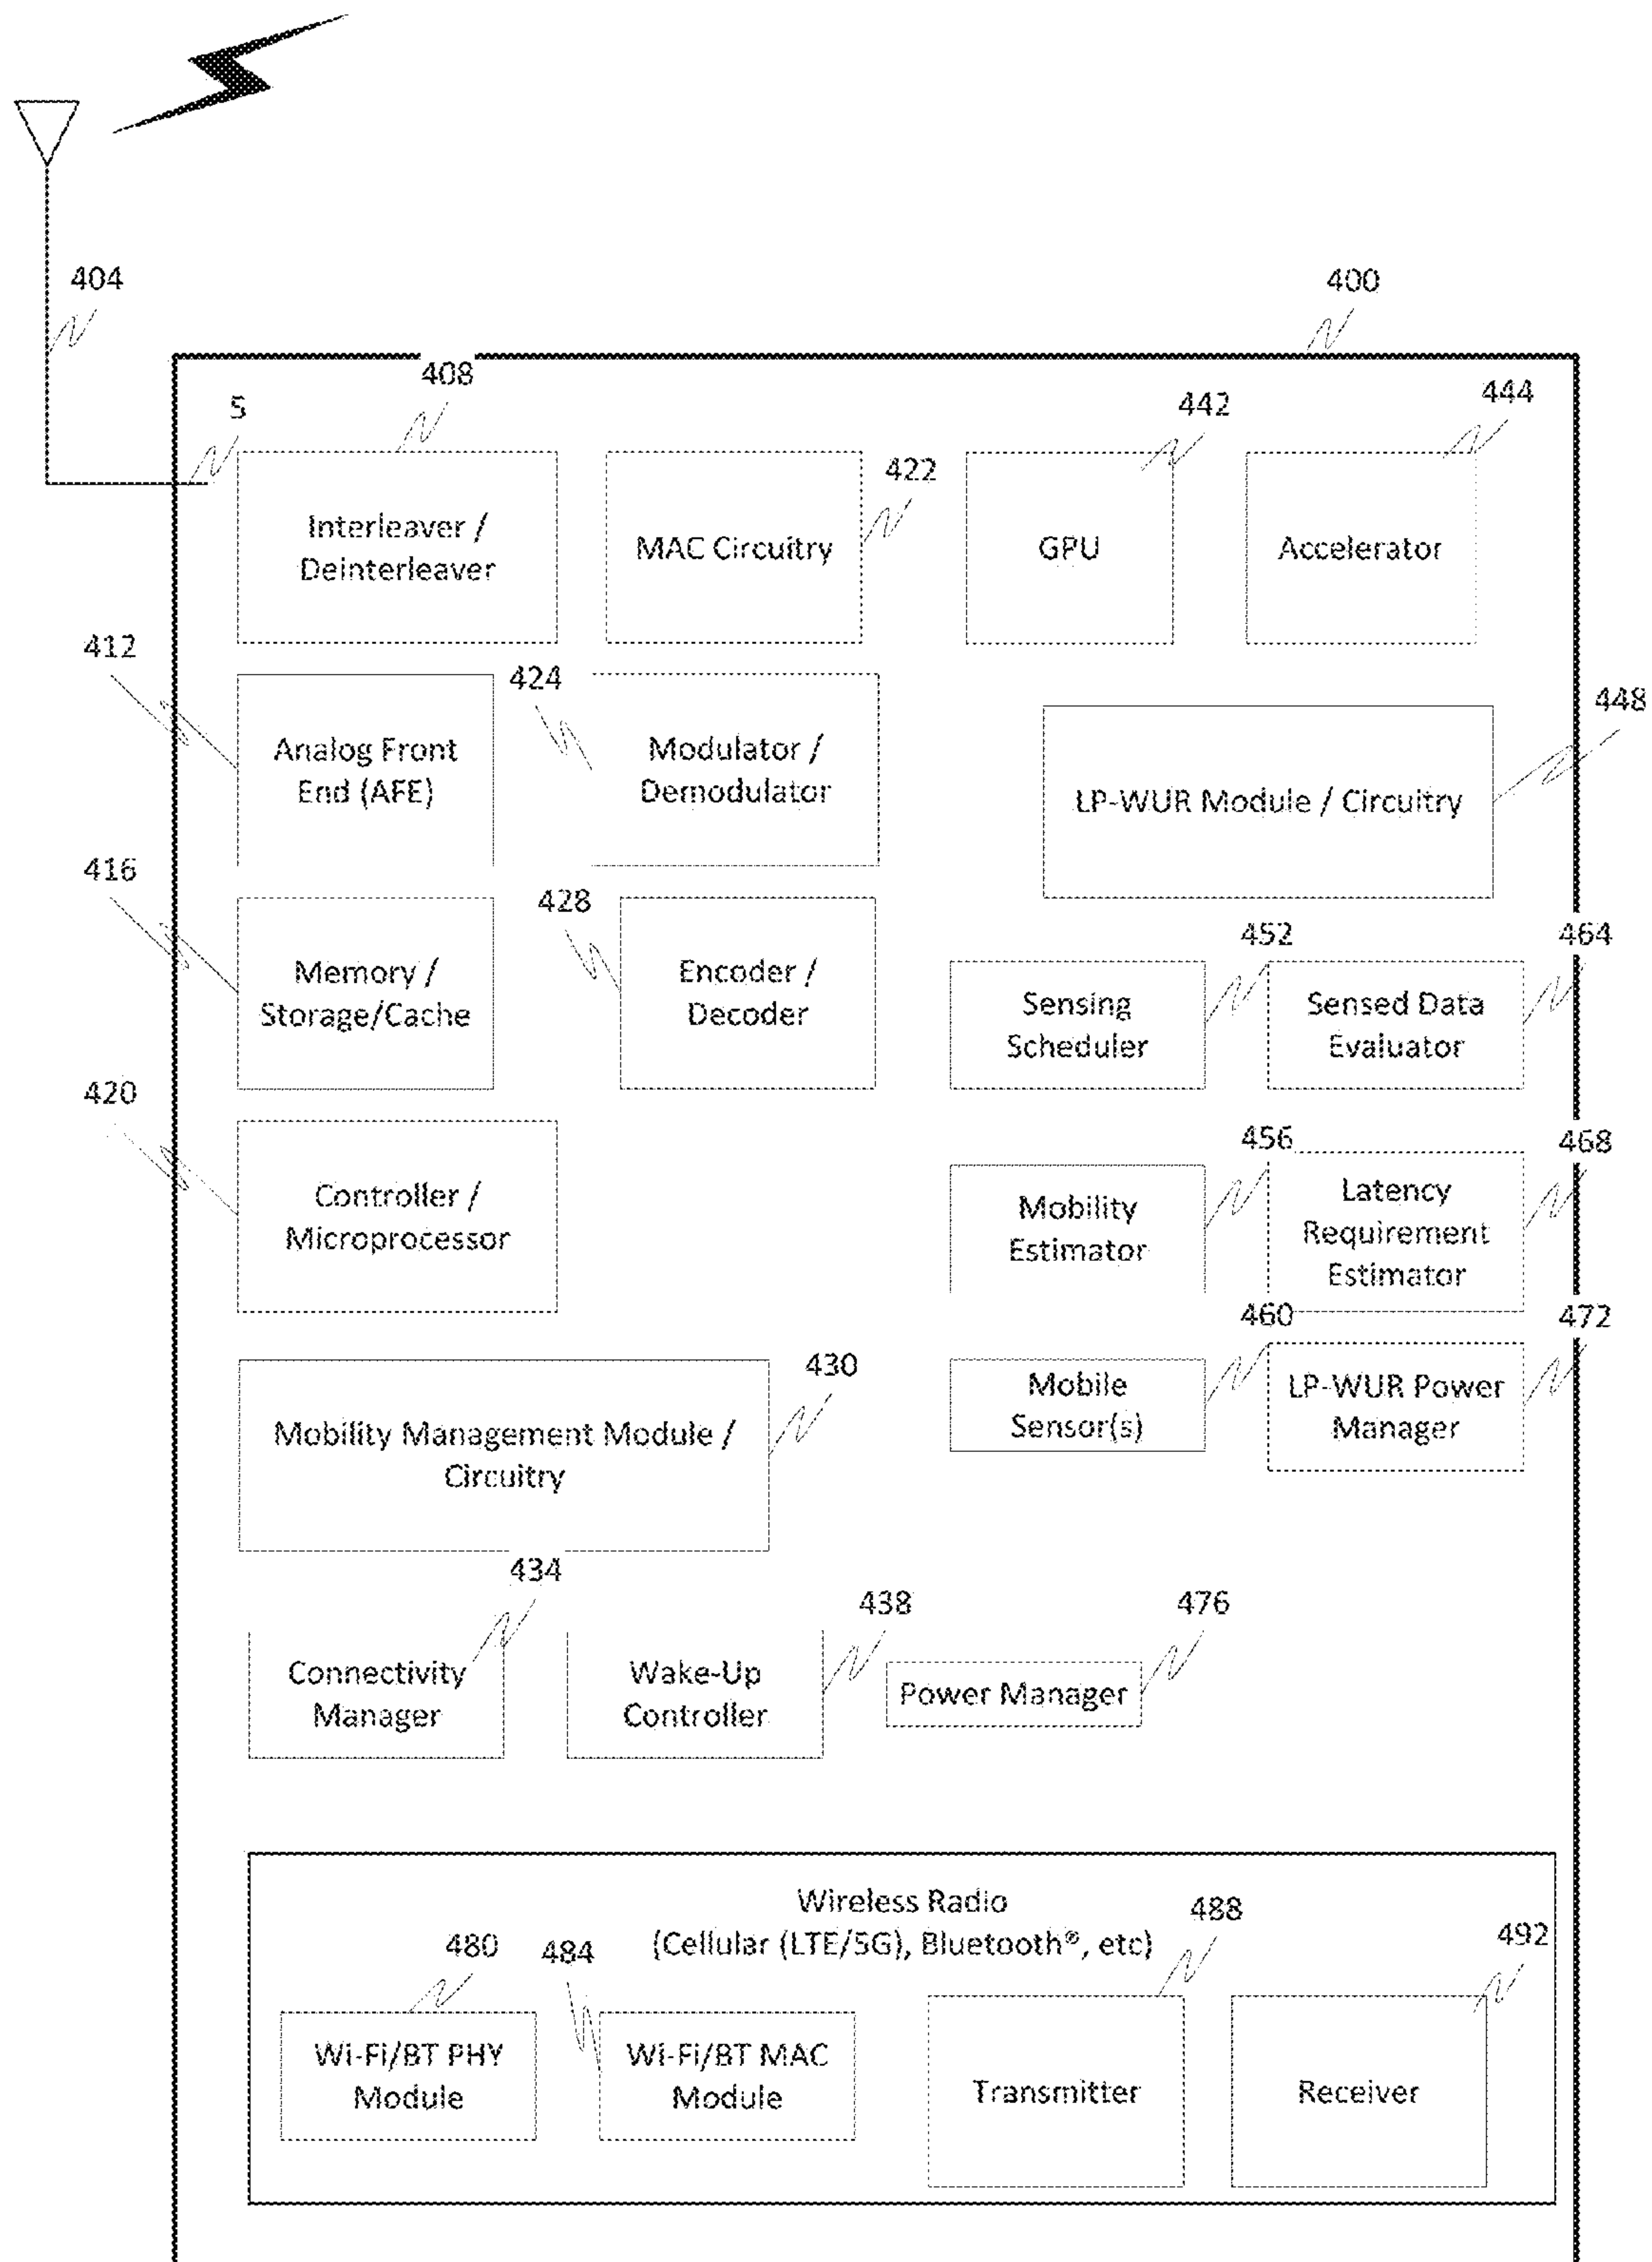 404
400
408
5
442
444
422
Interleaver /
Deinterleaver
MAC Circuitry
GPU
Accelerator
412
424
448
Analog Front
End (AFE)
Modulator /
Demodulator
LP-WUR Module / Circuitry
416
428
452
464
Memory /
Storage/Cache
Encoder /
Decoder
Sensing
Scheduler
Sensed Data
Evaluator
420
456
468
Controller /
Microprocessor
Mobility
Estimator
Latency
Requirement
Estimator
460
472
430
Mobile
Sensor(s)
LP-WUR Power
Manager
Mobility Management Module /
Circuitry
434
438
476
Connectivity
Manager
Wake-Up
Controller
Power Manager
Wireless Radio
(Cellular (LTE/5G), Bluetooth®, etc)
480
484
488
492
Wi-Fi/BT PHY
Module
Wi-Fi/BT MAC
Module
Transmitter
Receiver